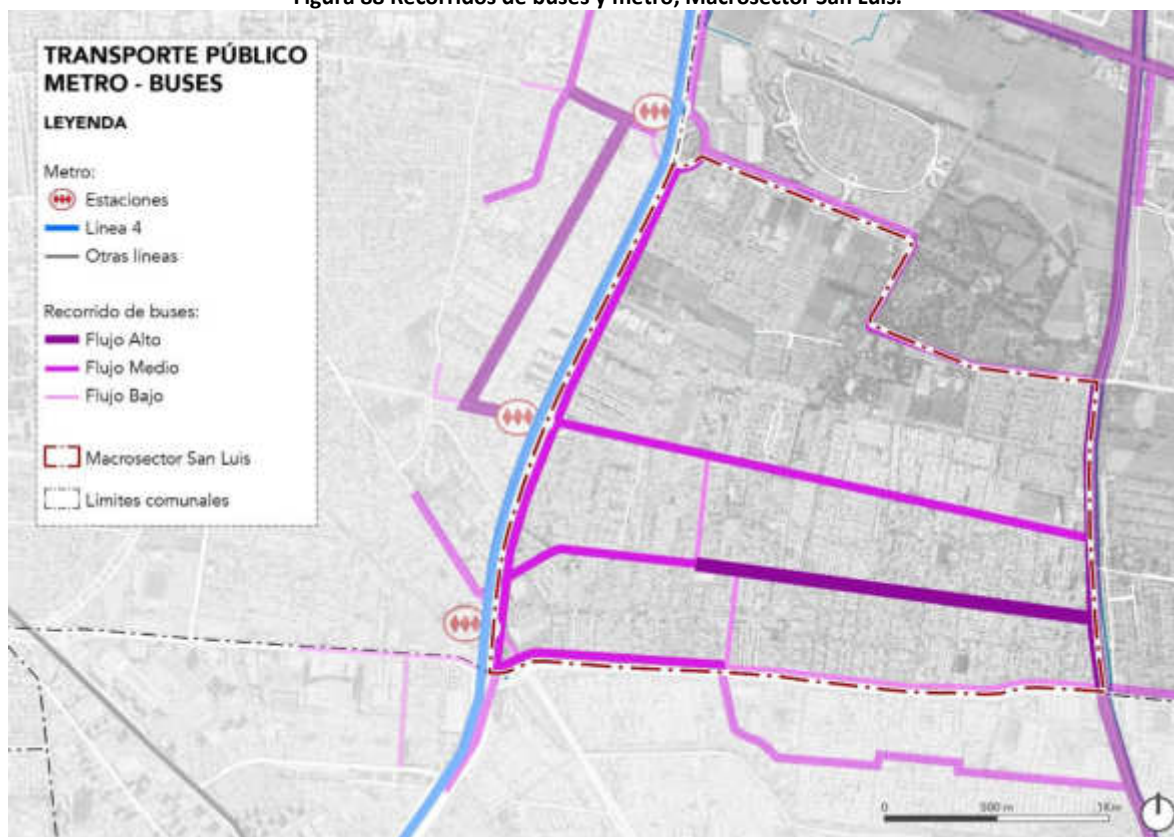 Figura 88 Recorridos de buses y metro, Macrosector San Luis.
TRANSPORTE PÚBLICO
METRO - BUSES
LEYENDA
Metro:
Estaciones
Línea 4
Otras líneas
Recorrido de buses:
Flujo Alto
Flujo Medio
Flujo Bajo
Macrosector San Luis
Límites comunales
0 500 m 1Km